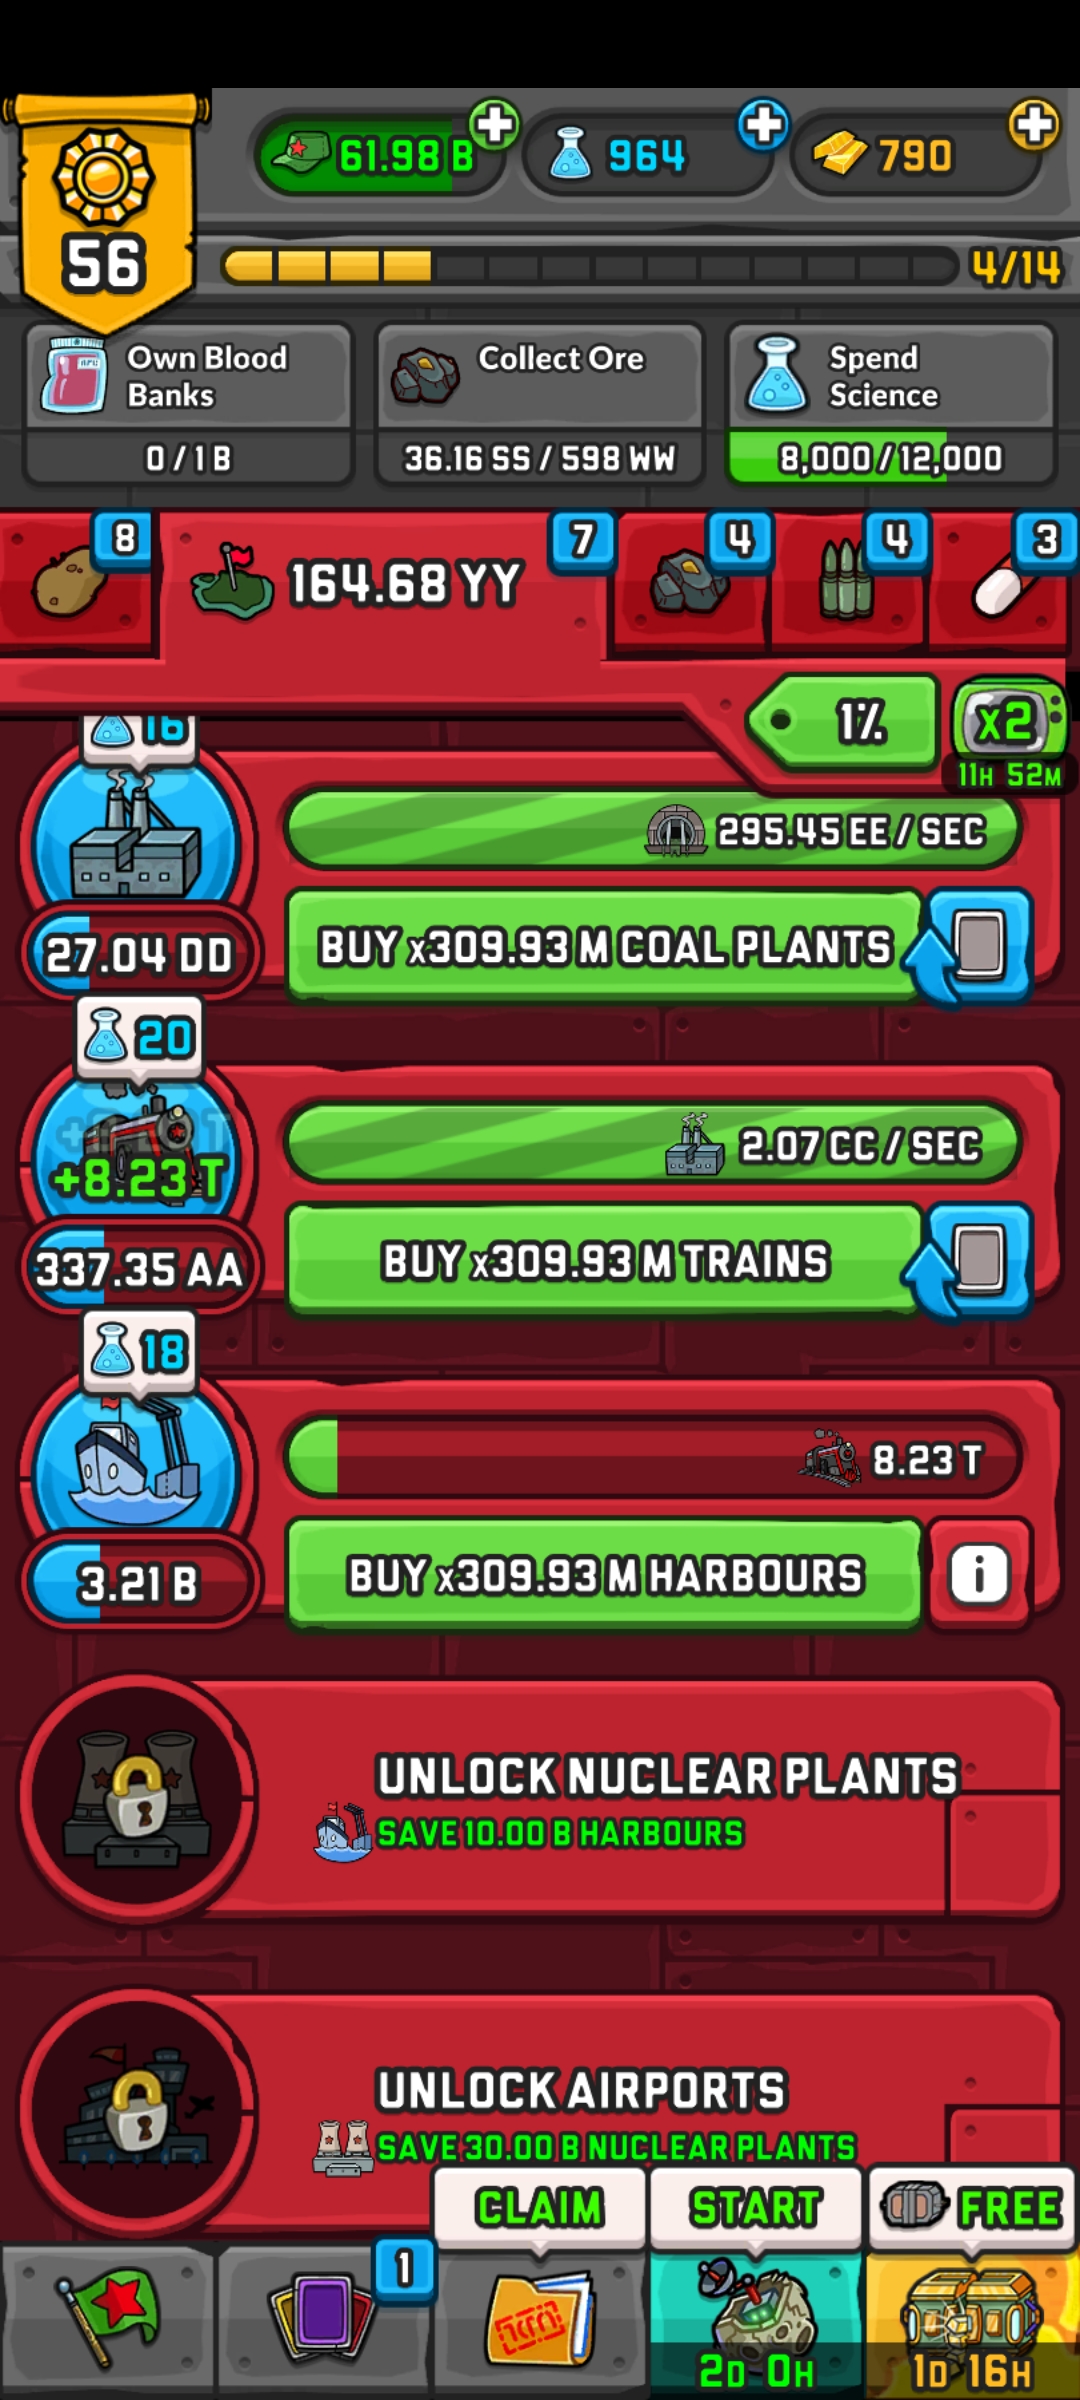 61.98 B
964
790
56
4/14
Own Blood
Banks
0 / 1 B
Collect Ore
36.16 SS / 598 WW
Spend
Science
8,000 / 12,000
8
164.68 YY
7
4
4
3
1%
x2
11H 52M
16
295.45 EE / SEC
27.04 DD
BUY x309.93 M COAL PLANTS
20
+8.23 T
2.07 CC / SEC
337.35 AA
BUY x309.93 M TRAINS
18
8.23 T
3.21 B
BUY x309.93 M HARBOURS
i
UNLOCK NUCLEAR PLANTS
SAVE 10.00 B HARBOURS
UNLOCK AIRPORTS
SAVE 30.00 B NUCLEAR PLANTS
CLAIM
START
FREE
1
2D 0H
1D 16H